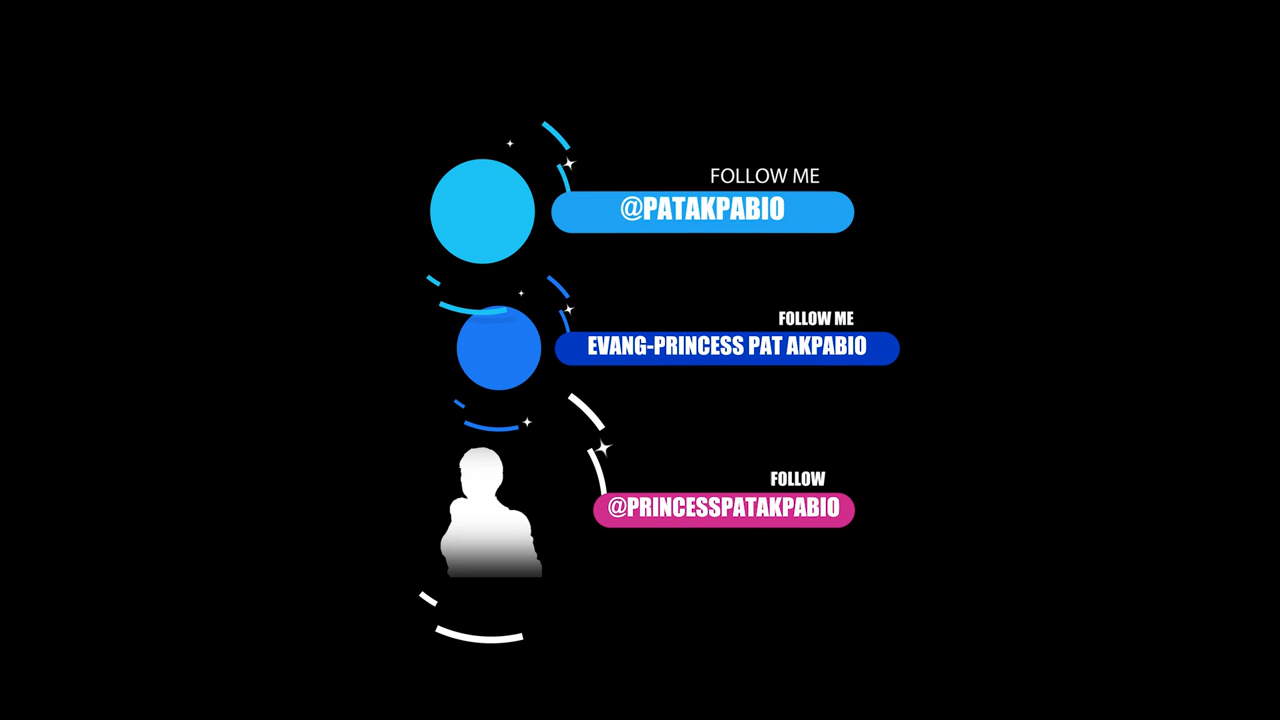 FOLLOW ME
@PATAKPABIO
FOLLOW ME
EVANG-PRINCESS PAT AKPABIO
FOLLOW
@PRINCESSPATAKPABIO